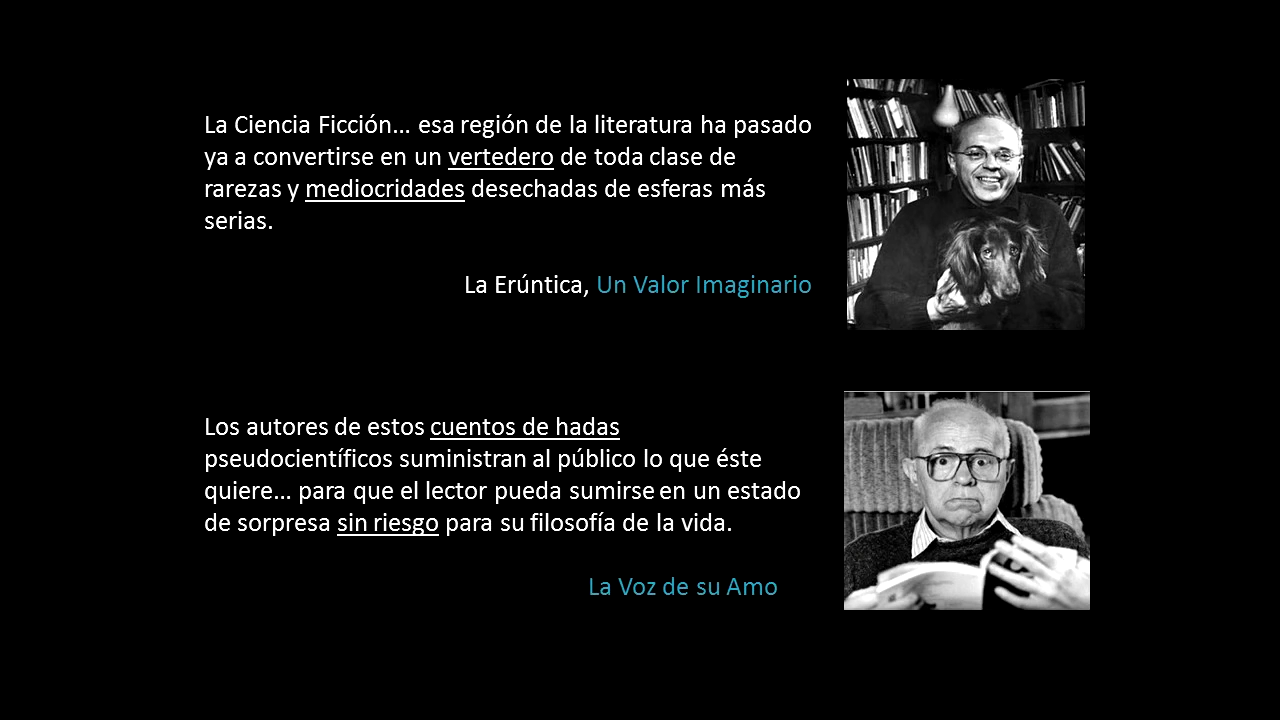 La Ciencia Ficción... esa región de la literatura ha pasado
ya a convertirse en un vertedero de toda clase de
rarezas y mediocridades desechadas de esferas más
serias.
La Erúntica, Un Valor Imaginario
Los autores de estos cuentos de hadas
pseudocientíficos suministran al público lo que éste
quiere... para que el lector pueda sumirse en un estado
de sorpresa sin riesgo para su filosofía de la vida.
La Voz de su Amo